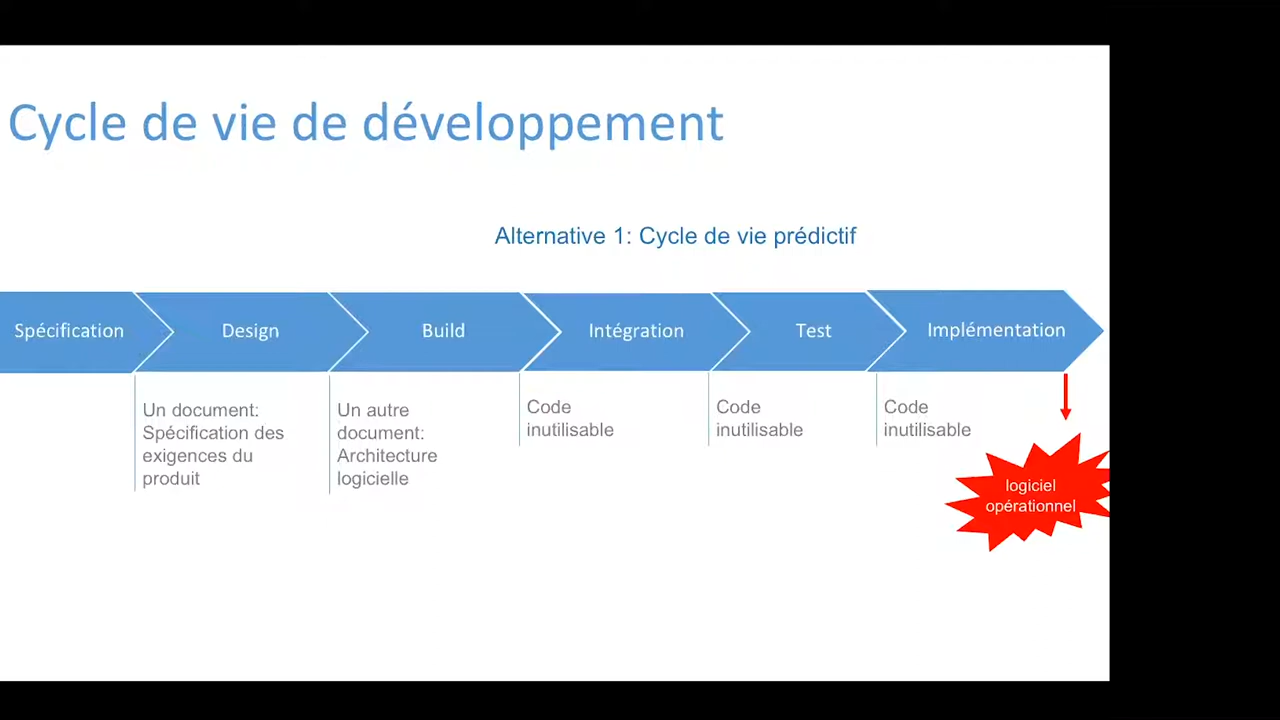 Cycle de vie de développement
Alternative 1: Cycle de vie prédictif
Spécification
Design
Build
Intégration
Test
Implémentation
Un document:
Spécification des
exigences du
produit
Un autre
document:
Architecture
logicielle
Code
inutilisable
Code
inutilisable
Code
inutilisable
logiciel
opérationnel